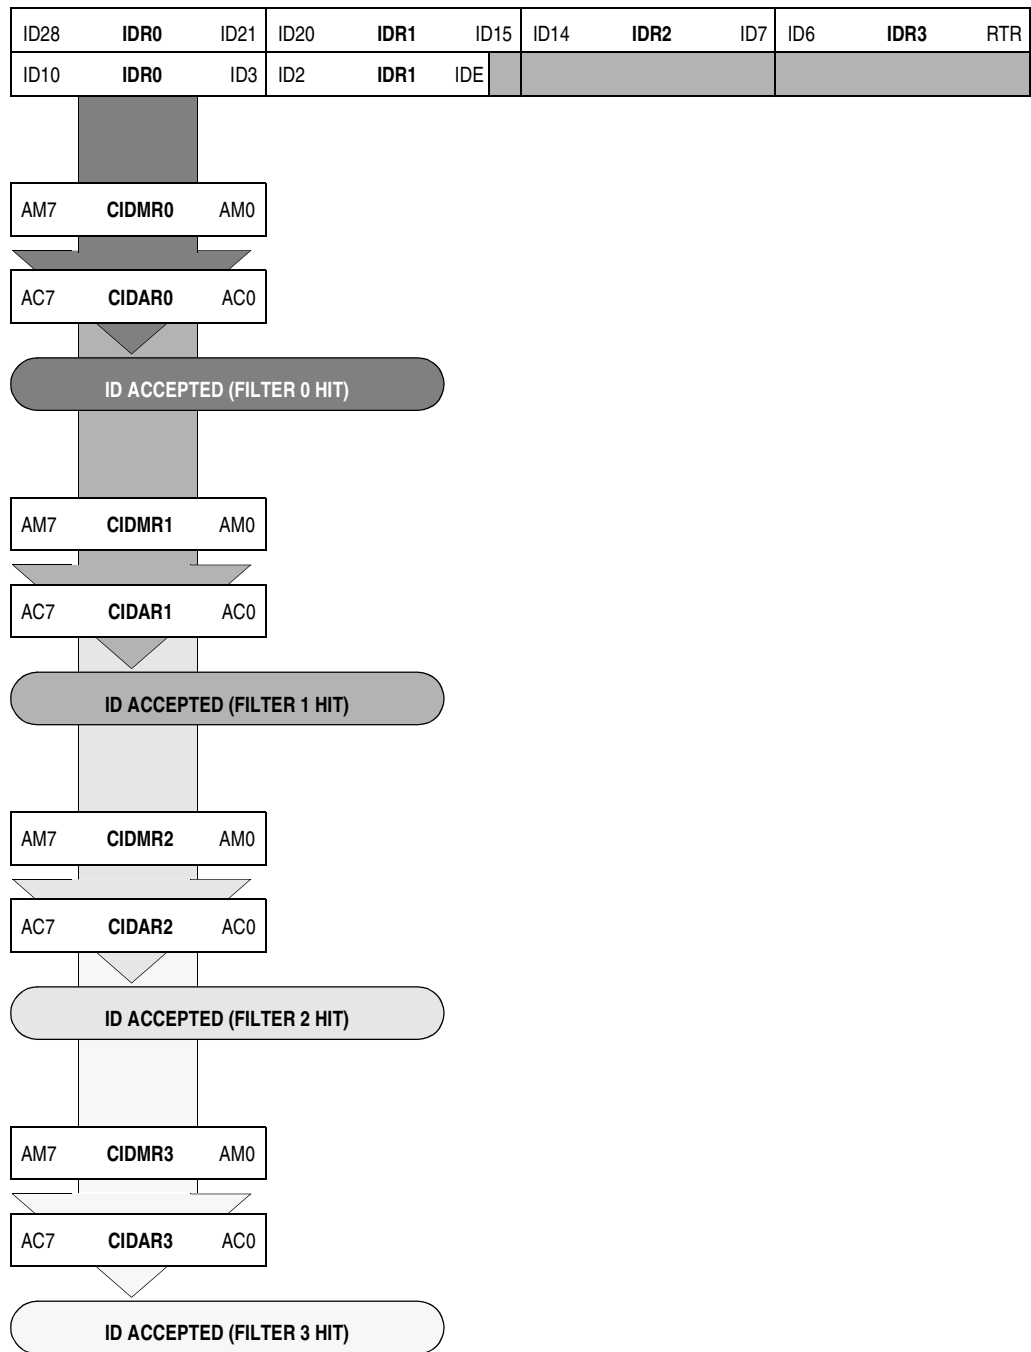 ID28 IDR0 ID21 ID20 IDR1 ID15 ID14 IDR2 ID7 ID6 IDR3 RTR
ID10 IDR0 ID3 ID2 IDR1 IDE
AM7 CIDMR0 AM0
AC7 CIDAR0 AC0
ID ACCEPTED (FILTER 0 HIT)
AM7 CIDMR1 AM0
AC7 CIDAR1 AC0
ID ACCEPTED (FILTER 1 HIT)
AM7 CIDMR2 AM0
AC7 CIDAR2 AC0
ID ACCEPTED (FILTER 2 HIT)
AM7 CIDMR3 AM0
AC7 CIDAR3 AC0
ID ACCEPTED (FILTER 3 HIT)